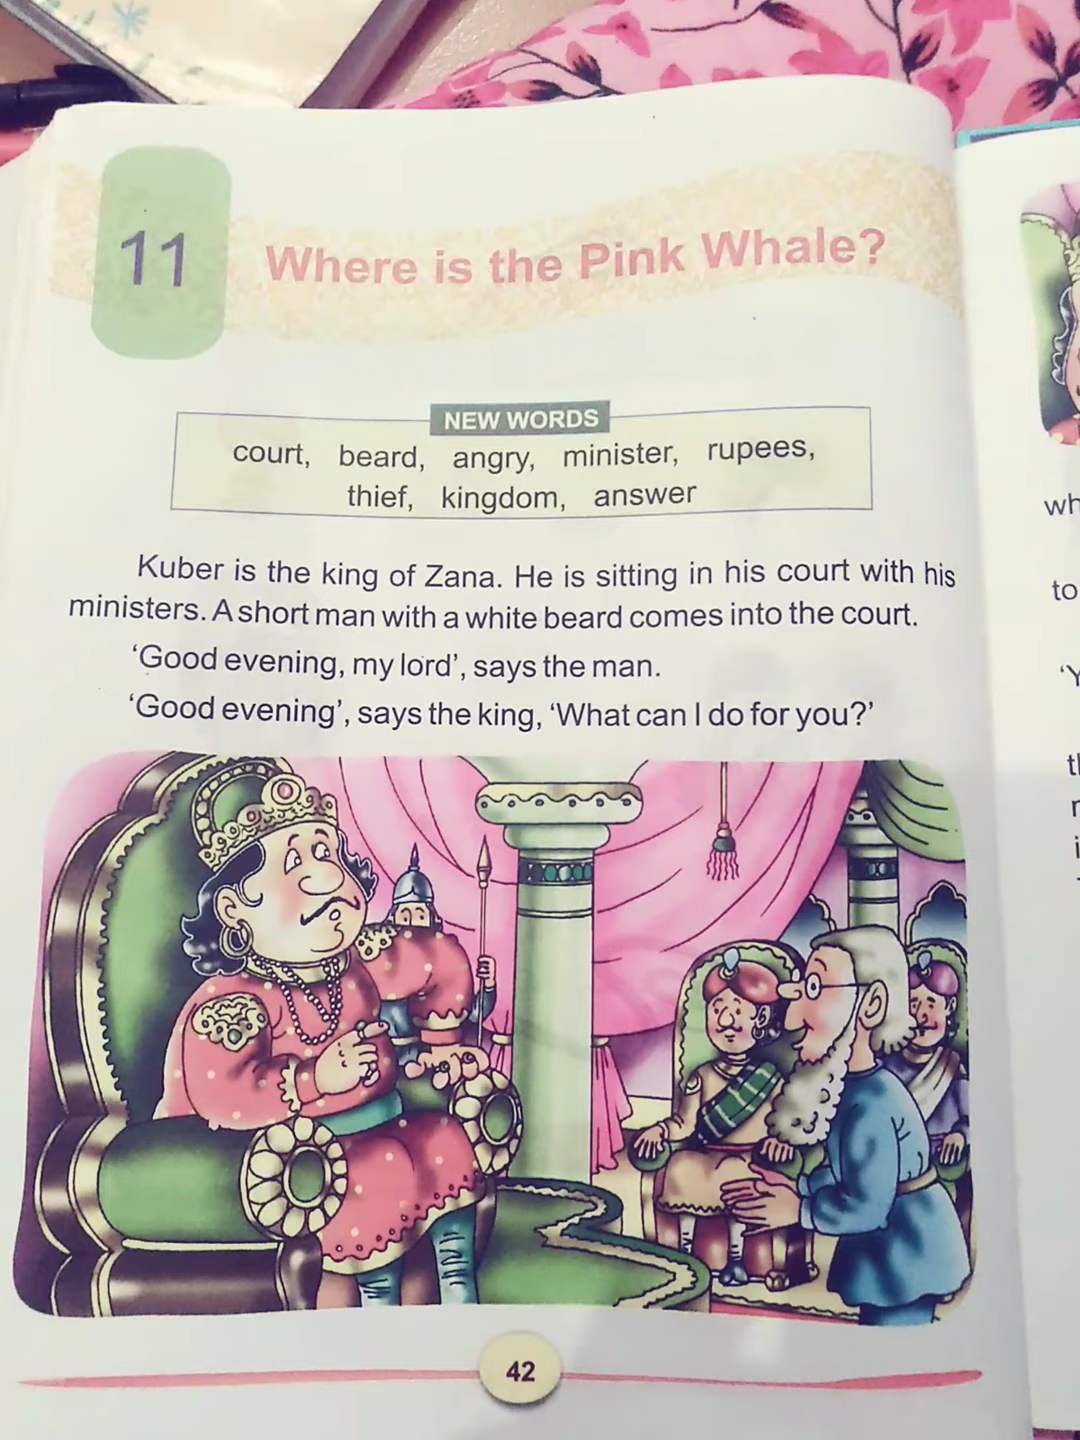 11
Where is the Pink Whale?
NEW WORDS
court, beard, angry, minister, rupees,
thief, kingdom, answer
Kuber is the king of Zana. He is sitting in his court with his
ministers. A short man with a white beard comes into the court.
‘Good evening, my lord’, says the man.
‘Good evening’, says the king, ‘What can I do for you?’
42
to